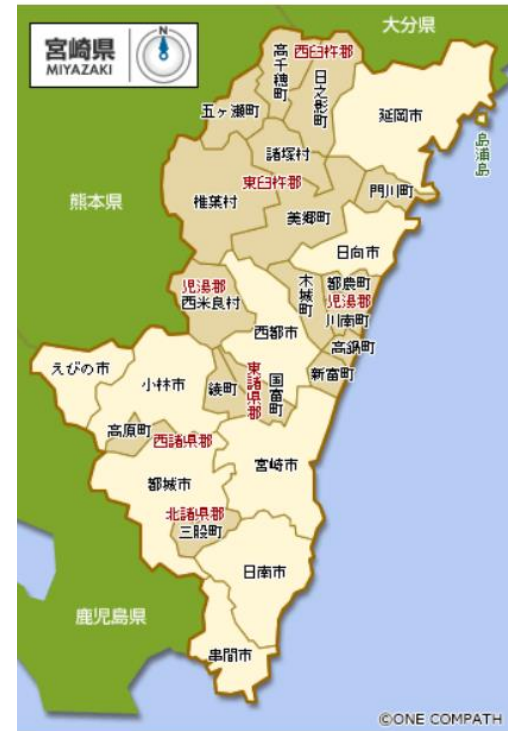 宮崎県
MIYAZAKI
N
大分県
西臼杵郡
高千穂町
日之影町
五ヶ瀬町
延岡市
島浦島
諸塚村
東臼杵郡
門川町
熊本県
椎葉村
美郷町
日向市
児湯郡
西米良村
木城町
都農町
児湯郡
川南町
西都市
高鍋町
えびの市
小林市
綾町
東諸県郡
国富町
新富町
高原町
西諸県郡
宮崎市
都城市
北諸県郡
三股町
日南市
鹿児島県
串間市
©ONE COMPATH